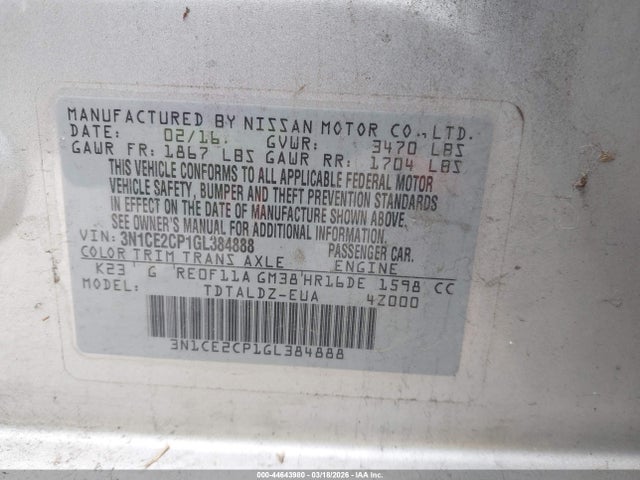 MANUFACTURED BY NISSAN MOTOR CO.,LTD.
DATE: 02/16 GVWR: 3470 LBS
GAWR FR: 1867 LBS GAWR RR: 1704 LBS
THIS VEHICLE CONFORMS TO ALL APPLICABLE FEDERAL MOTOR
VEHICLE SAFETY, BUMPER AND THEFT PREVENTION STANDARDS
IN EFFECT ON THE DATE OF MANUFACTURE SHOWN ABOVE.
SEE OWNER'S MANUAL FOR ADDITIONAL INFORMATION.
VIN: 3N1CE2CP1GL384888 PASSENGER CAR.
COLOR TRIM TRANS AXLE ENGINE
K23 G RE0F11A GM38 HR16DE 1598 CC
MODEL: TDTALDZ-EUA 4Z000
3N1CE2CP1GL384888
000-44643980 - 03/18/2026 - COPYRIGHT © IAA, LLC